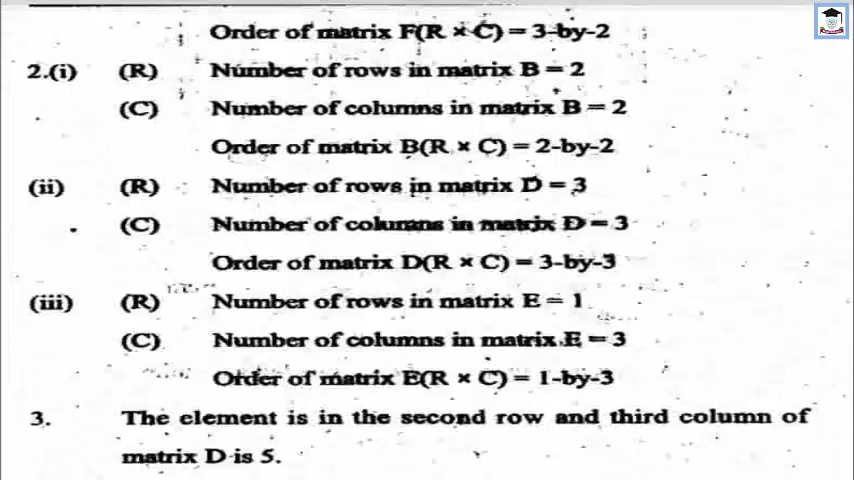 Order of matrix F(R × C) = 3-by-2
2.(i) (R) Number of rows in matrix B = 2
(C) Number of columns in matrix B = 2
Order of matrix B(R × C) = 2-by-2
(ii) (R) Number of rows in matrix D = 3
(C) Number of columns in matrix D = 3
Order of matrix D(R × C) = 3-by-3
(iii) (R) Number of rows in matrix E = 1
(C) Number of columns in matrix E = 3
Order of matrix E(R × C) = 1-by-3
3. The element is in the second row and third column of
matrix D is 5.